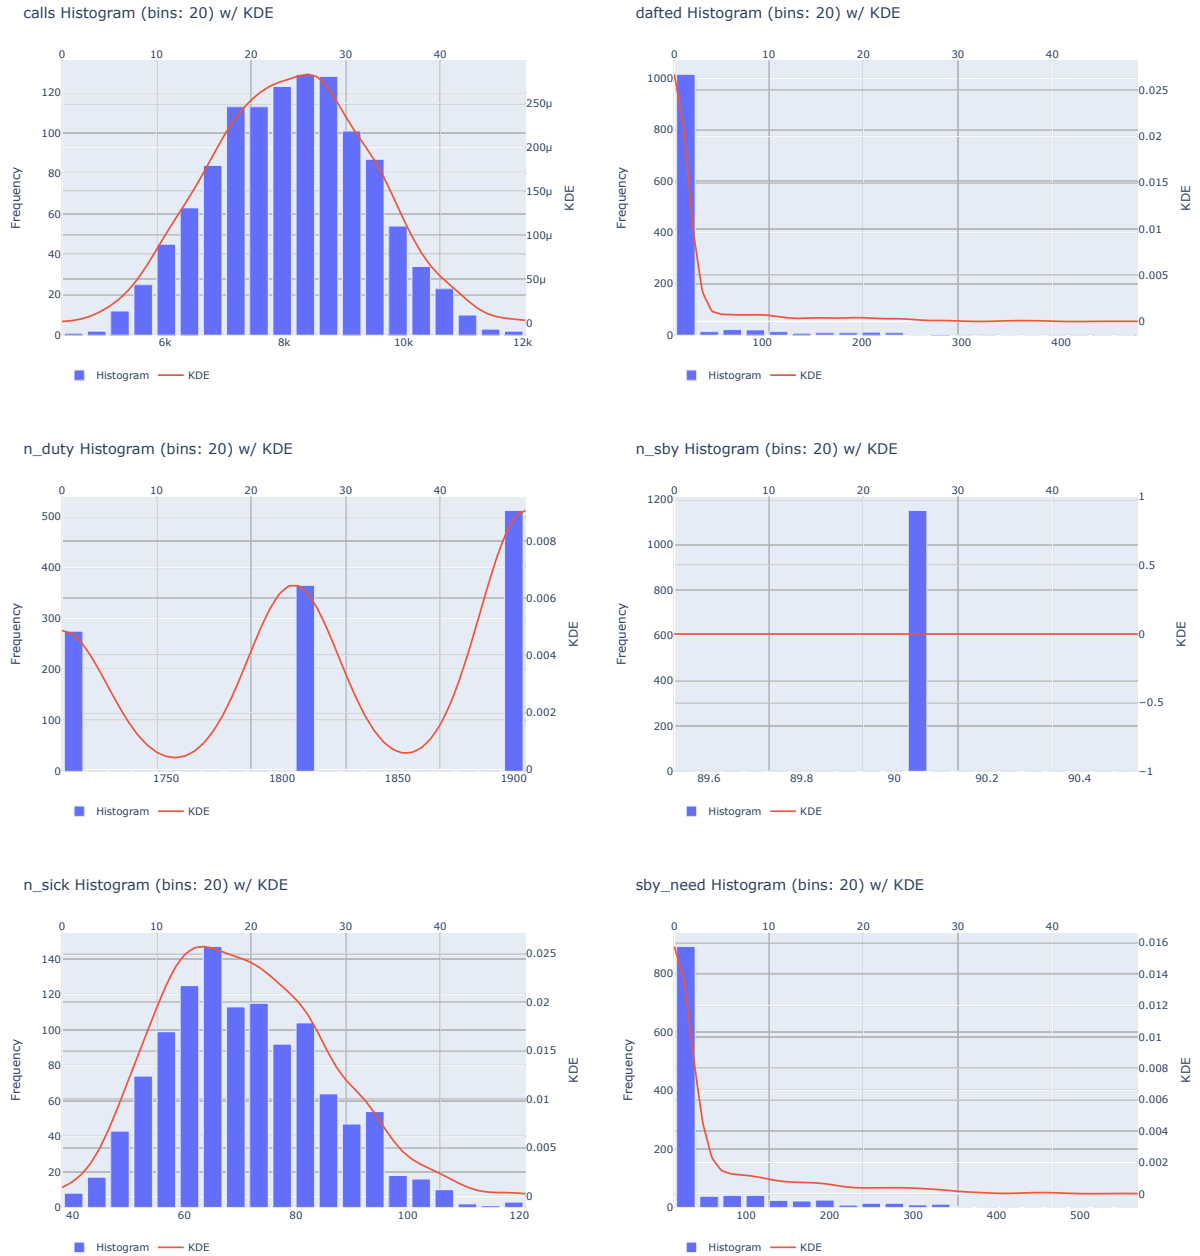 calls Histogram (bins: 20) w/ KDE
0 10 20 30 40
120
100
80
60
40
20
0
Frequency
250µ
200µ
150µ
100µ
50µ
0
KDE
6k 8k 10k 12k
Histogram KDE
dafted Histogram (bins: 20) w/ KDE
0 10 20 30 40
1000
800
600
400
200
0
Frequency
0.025
0.02
0.015
0.01
0.005
0
KDE
100 200 300 400
Histogram KDE
n_duty Histogram (bins: 20) w/ KDE
0 10 20 30 40
500
400
300
200
100
0
Frequency
0.008
0.006
0.004
0.002
0
KDE
1750 1800 1850 1900
Histogram KDE
n_sby Histogram (bins: 20) w/ KDE
0 10 20 30 40
1200
1000
800
600
400
200
0
Frequency
1
0.5
0
−0.5
−1
KDE
89.6 89.8 90 90.2 90.4
Histogram KDE
n_sick Histogram (bins: 20) w/ KDE
0 10 20 30 40
140
120
100
80
60
40
20
0
Frequency
0.025
0.02
0.015
0.01
0.005
0
KDE
40 60 80 100 120
Histogram KDE
sby_need Histogram (bins: 20) w/ KDE
0 10 20 30 40
800
600
400
200
0
Frequency
0.016
0.014
0.012
0.01
0.008
0.006
0.004
0.002
0
KDE
100 200 300 400 500
Histogram KDE